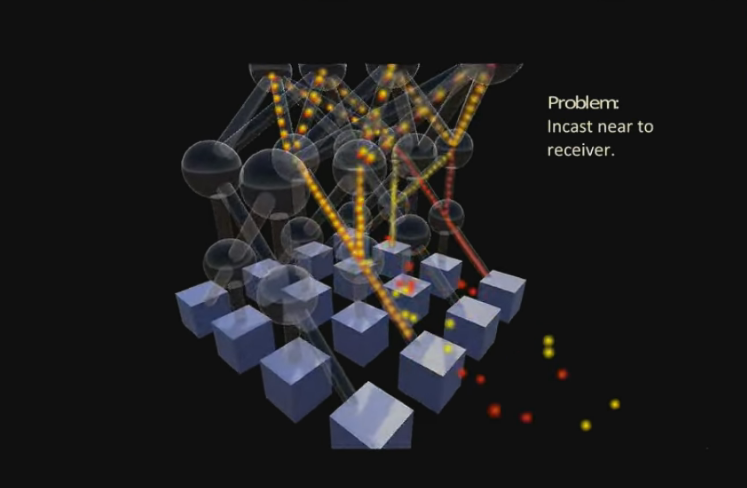 Problem:
Incast near to
receiver.